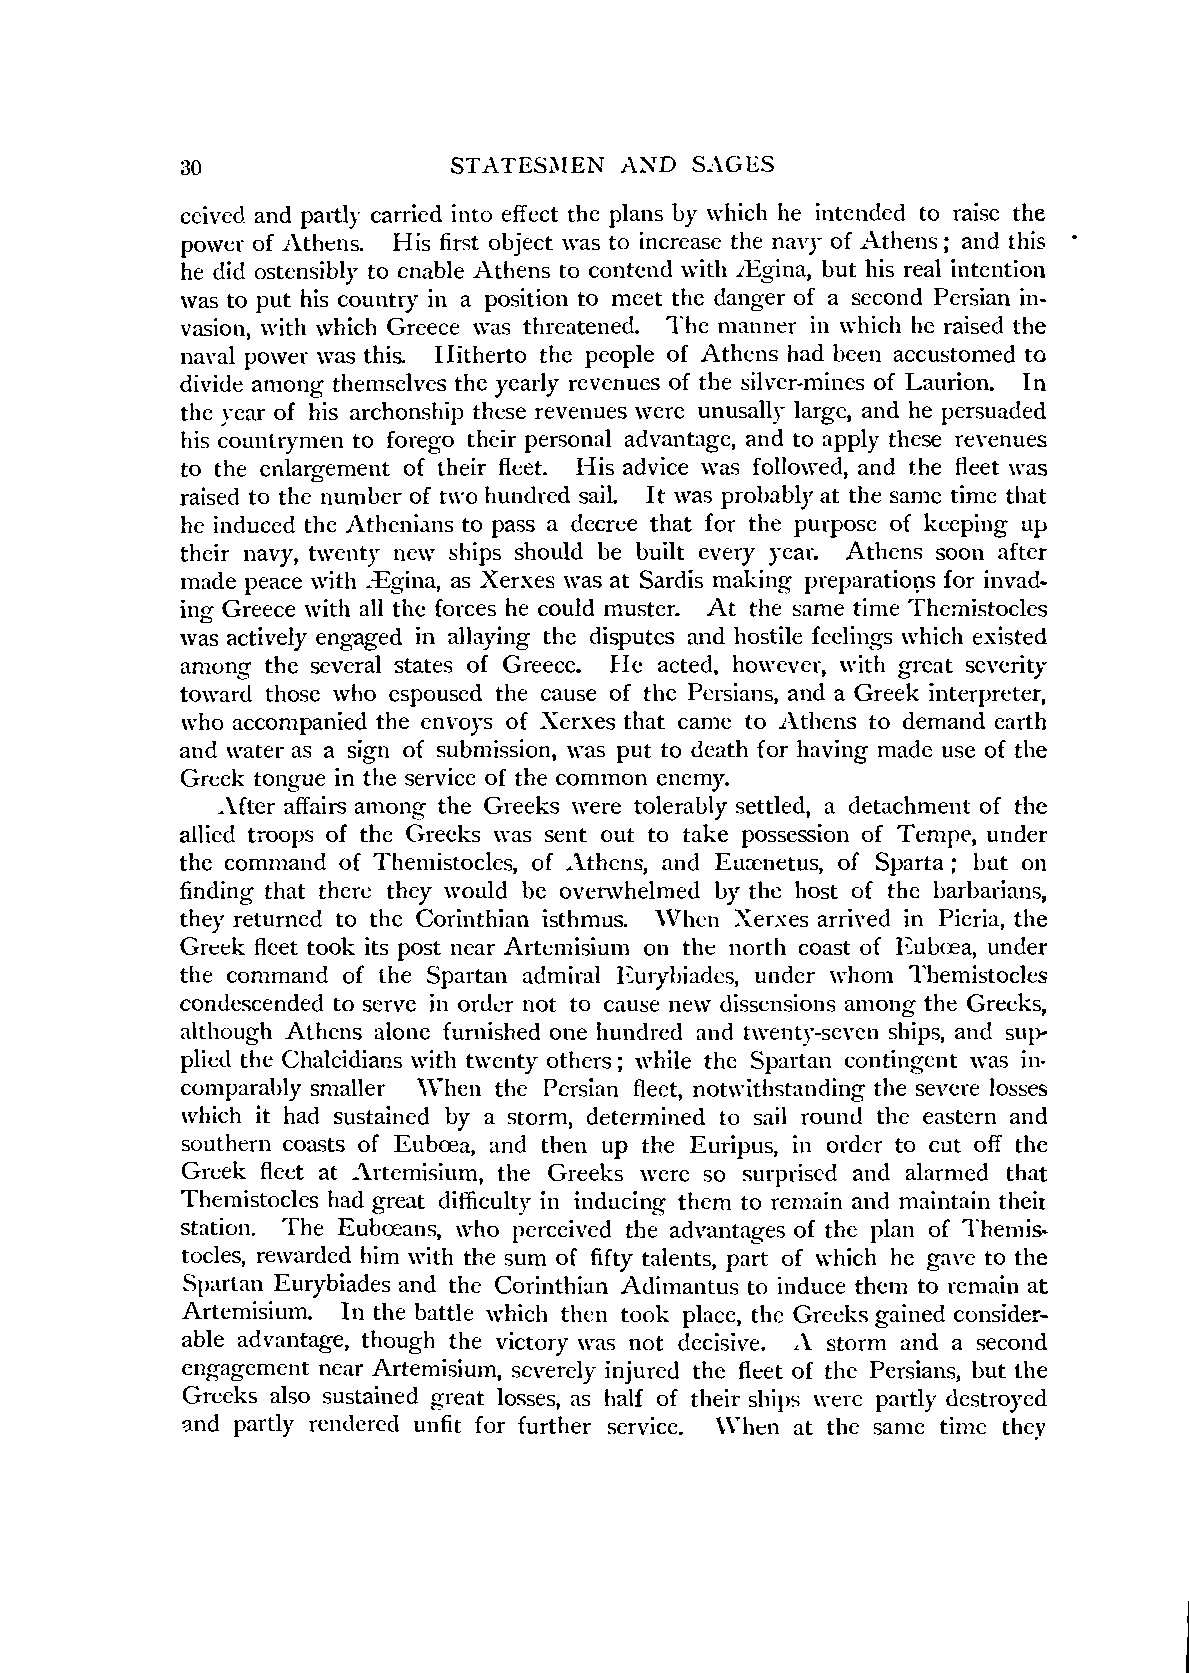 30 STATESMEN AND SAGES
ceived and partly carried into effect the plans by which he intended to raise the
power of Athens. His first object was to increase the navy of Athens; and this
he did ostensibly to enable Athens to contend with Ægina, but his real intention
was to put his country in a position to meet the danger of a second Persian in-
vasion, with which Greece was threatened. The manner in which he raised the
naval power was this. Hitherto the people of Athens had been accustomed to
divide among themselves the yearly revenues of the silver-mines of Laurion. In
the year of his archonship these revenues were unusally large, and he persuaded
his countrymen to forego their personal advantage, and to apply these revenues
to the enlargement of their fleet. His advice was followed, and the fleet was
raised to the number of two hundred sail. It was probably at the same time that
he induced the Athenians to pass a decree that for the purpose of keeping up
their navy, twenty new ships should be built every year. Athens soon after
made peace with Ægina, as Xerxes was at Sardis making preparations for invad-
ing Greece with all the forces he could muster. At the same time Themistocles
was actively engaged in allaying the disputes and hostile feelings which existed
among the several states of Greece. He acted, however, with great severity
toward those who espoused the cause of the Persians, and a Greek interpreter,
who accompanied the envoys of Xerxes that came to Athens to demand earth
and water as a sign of submission, was put to death for having made use of the
Greek tongue in the service of the common enemy.
After affairs among the Greeks were tolerably settled, a detachment of the
allied troops of the Greeks was sent out to take possession of Tempe, under
the command of Themistocles, of Athens, and Euænetus, of Sparta; but on
finding that there they would be overwhelmed by the host of the barbarians,
they returned to the Corinthian isthmus. When Xerxes arrived in Pieria, the
Greek fleet took its post near Artemisium on the north coast of Eubœa, under
the command of the Spartan admiral Eurybiades, under whom Themistocles
condescended to serve in order not to cause new dissensions among the Greeks,
although Athens alone furnished one hundred and twenty-seven ships, and sup-
plied the Chalcidians with twenty others; while the Spartan contingent was in-
comparably smaller When the Persian fleet, notwithstanding the severe losses
which it had sustained by a storm, determined to sail round the eastern and
southern coasts of Eubœa, and then up the Euripus, in order to cut off the
Greek fleet at Artemisium, the Greeks were so surprised and alarmed that
Themistocles had great difficulty in inducing them to remain and maintain their
station. The Eubœans, who perceived the advantages of the plan of Themis-
tocles, rewarded him with the sum of fifty talents, part of which he gave to the
Spartan Eurybiades and the Corinthian Adimantus to induce them to remain at
Artemisium. In the battle which then took place, the Greeks gained consider-
able advantage, though the victory was not decisive. A storm and a second
engagement near Artemisium, severely injured the fleet of the Persians, but the
Greeks also sustained great losses, as half of their ships were partly destroyed
and partly rendered unfit for further service. When at the same time they